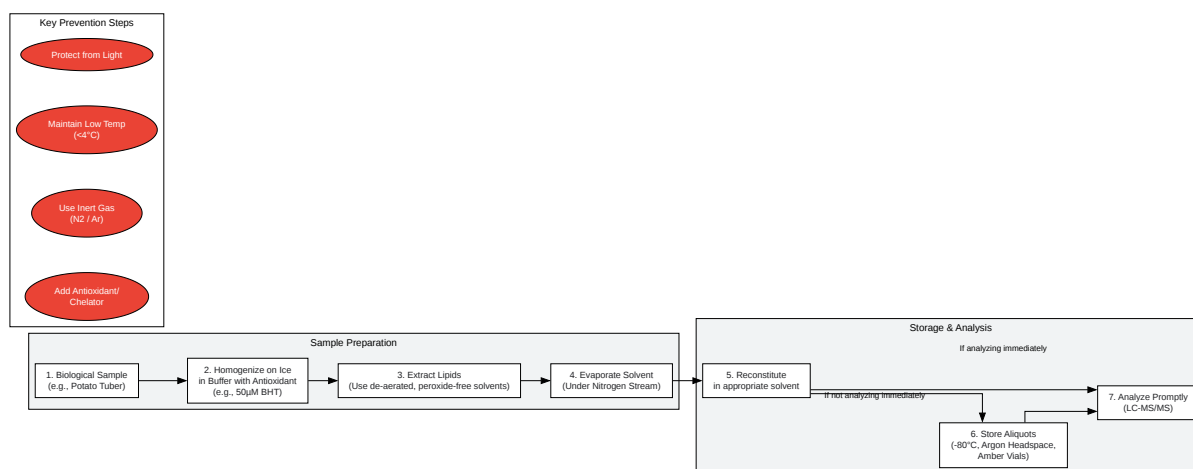 Key Prevention Steps
Protect from Light
Maintain Low Temp
(<4°C)
Use Inert Gas
(N2 / Ar)
Add Antioxidant/
Chelator
Sample Preparation
1. Biological Sample
(e.g., Potato Tuber)
2. Homogenize on Ice
in Buffer with Antioxidant
(e.g., 50µM BHT)
3. Extract Lipids
(Use de-aerated, peroxide-free solvents)
4. Evaporate Solvent
(Under Nitrogen Stream)
Storage & Analysis
5. Reconstitute
in appropriate solvent
If analyzing immediately
If not analyzing immediately
6. Store Aliquots
(-80°C, Argon Headspace,
Amber Vials)
7. Analyze Promptly
(LC-MS/MS)